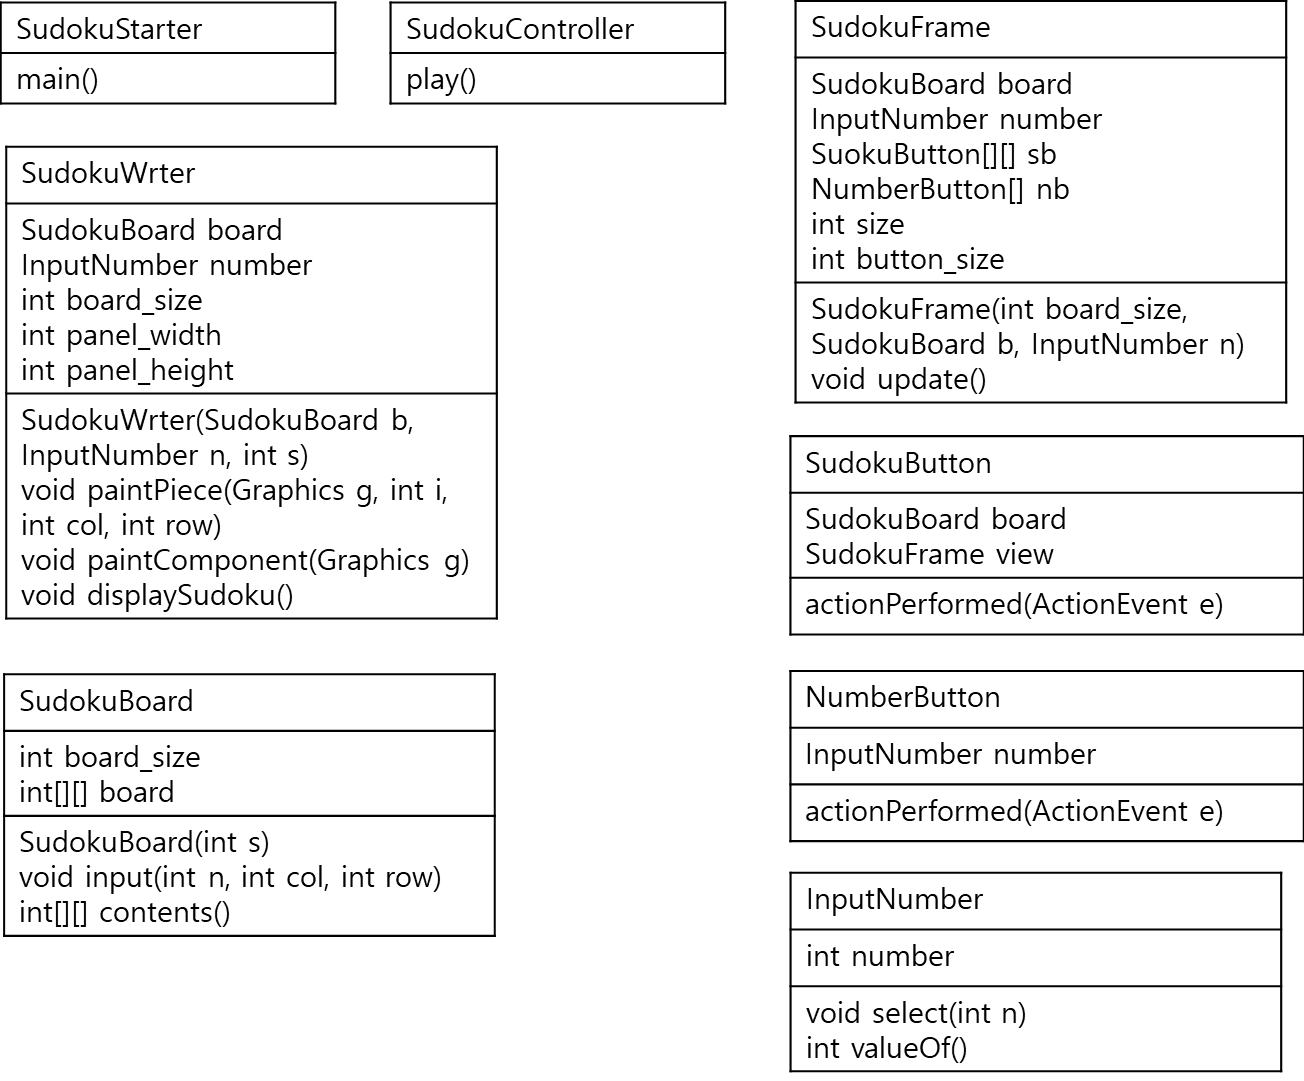 SudokuStarter
main()
SudokuController
play()
SudokuWrter
SudokuBoard board
InputNumber number
int board_size
int panel_width
int panel_height
SudokuWrter(SudokuBoard b,
InputNumber n, int s)
void paintPiece(Graphics g, int i,
int col, int row)
void paintComponent(Graphics g)
void displaySudoku()
SudokuBoard
int board_size
int[][] board
SudokuBoard(int s)
void input(int n, int col, int row)
int[][] contents()
SudokuFrame
SudokuBoard board
InputNumber number
SuokuButton[][] sb
NumberButton[] nb
int size
int button_size
SudokuFrame(int board_size,
SudokuBoard b, InputNumber n)
void update()
SudokuButton
SudokuBoard board
SudokuFrame view
actionPerformed(ActionEvent e)
NumberButton
InputNumber number
actionPerformed(ActionEvent e)
InputNumber
int number
void select(int n)
int valueOf()